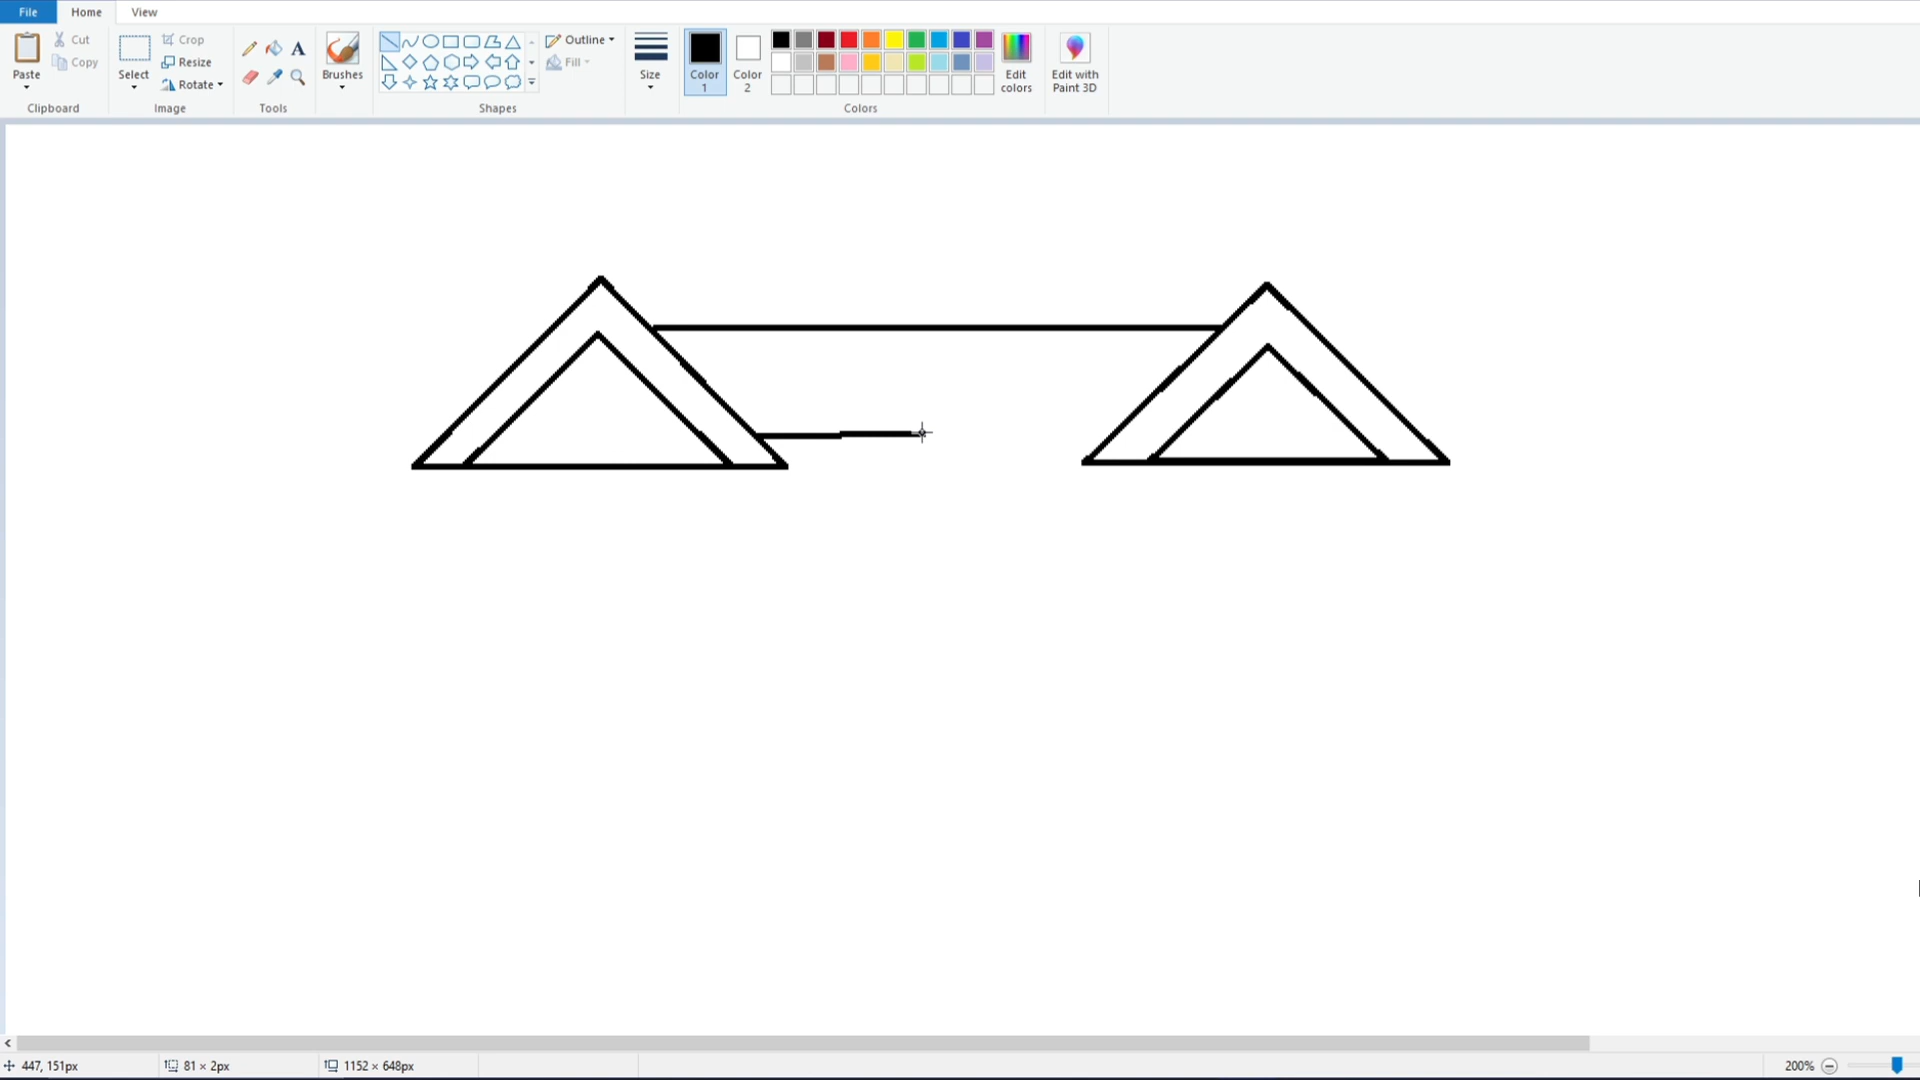 File Home View
Paste
Cut
Copy
Clipboard
Select
Crop
Resize
Rotate
Image
A
Tools
Brushes
Outline
Fill
Shapes
Size
Color
1
Color
2
Edit
colors
Colors
Edit with
Paint 3D
447, 151px 81 × 2px 1152 × 648px 200%